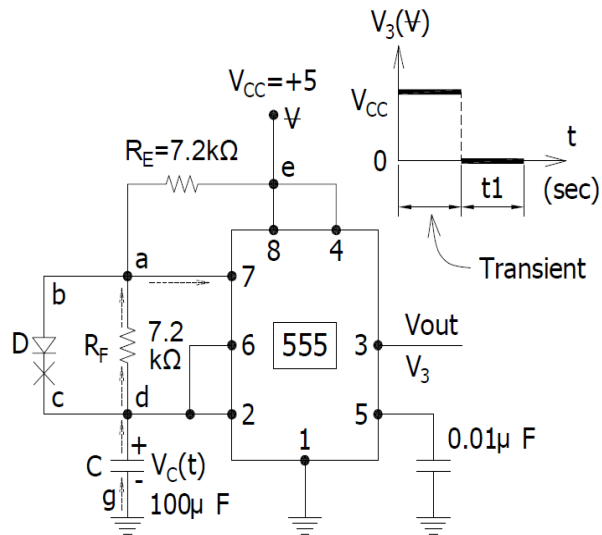 V3(V)
VCC=+5
V
VCC
t
RE=7.2kΩ
e
0
t1
(sec)
8
4
Transient
a
7
b
D
RF
7.2
kΩ
6
555
3
Vout
V3
c
d
2
5
1
C
+
VC(t)
-
g
100μ F
0.01μ F